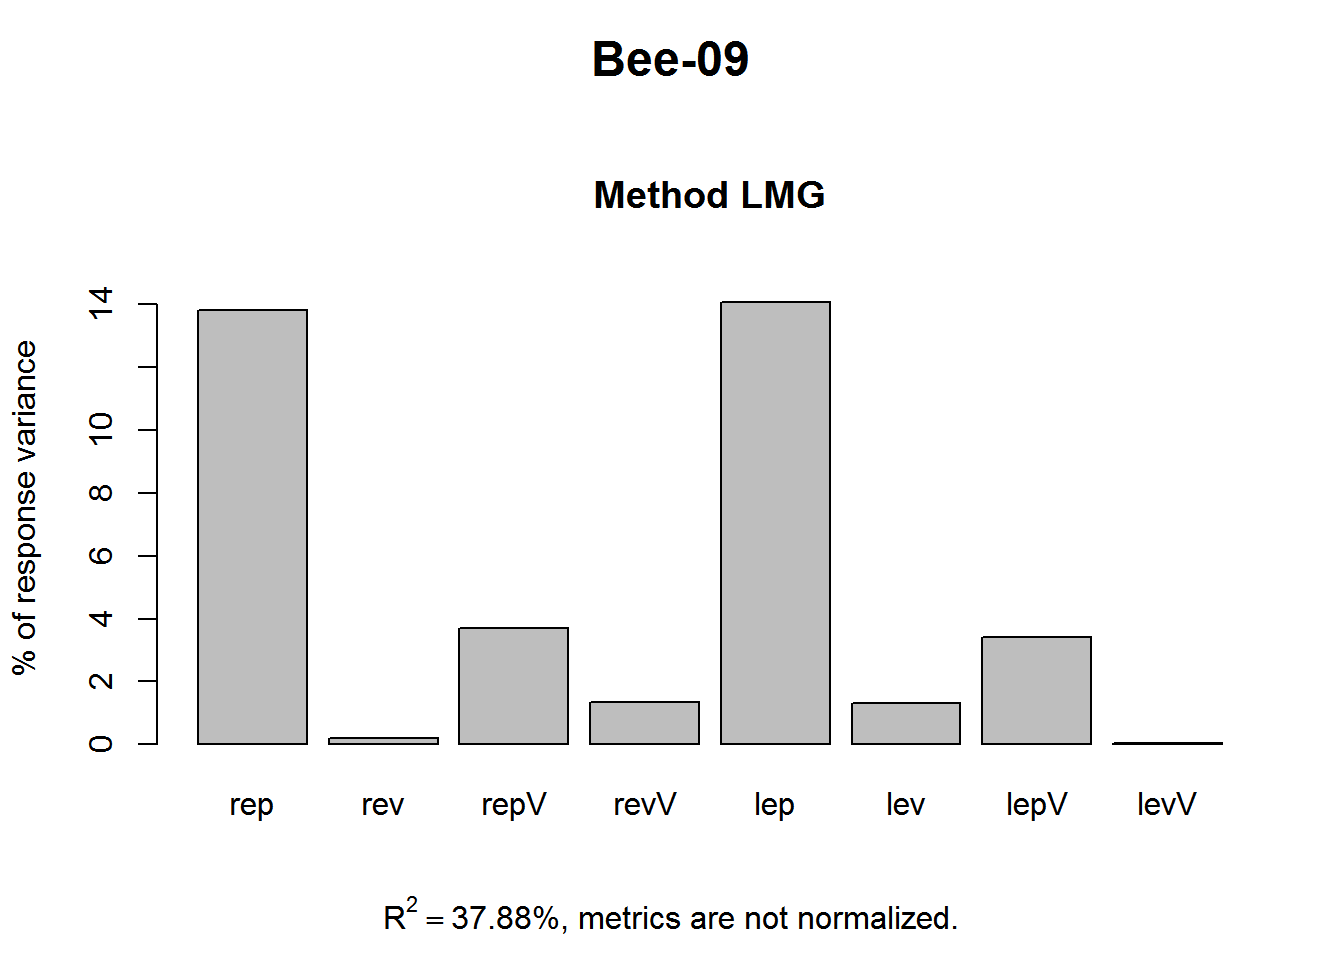 Bee-09
Method LMG
% of response variance
14
10
8
6
4
2
0
rep rev repV revV lep lev lepV levV
R² = 37.88%, metrics are not normalized.